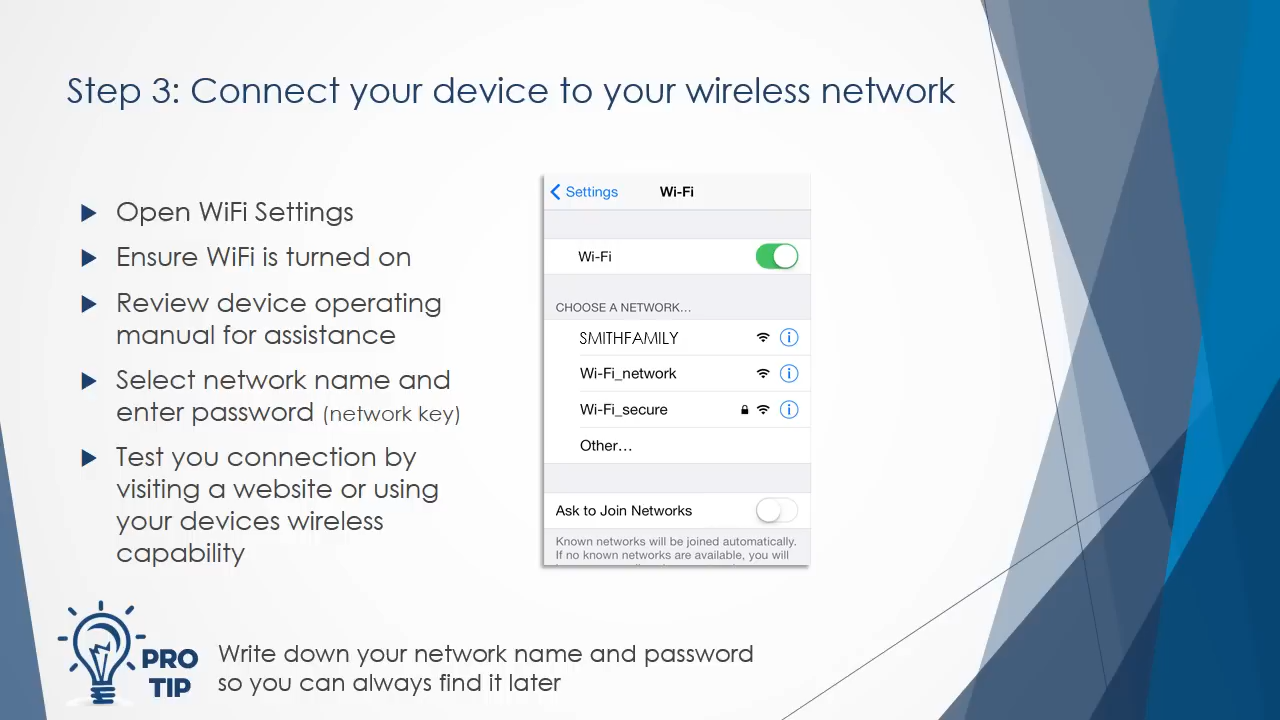 Step 3: Connect your device to your wireless network
Open WiFi Settings
Ensure WiFi is turned on
Review device operating
manual for assistance
Select network name and
enter password (network key)
Test you connection by
visiting a website or using
your devices wireless
capability
Settings
Wi-Fi
Wi-Fi
CHOOSE A NETWORK...
SMITHFAMILY
Wi-Fi_network
Wi-Fi_secure
Other...
Ask to Join Networks
Known networks will be joined automatically.
If no known networks are available, you will
PRO
TIP
Write down your network name and password
so you can always find it later